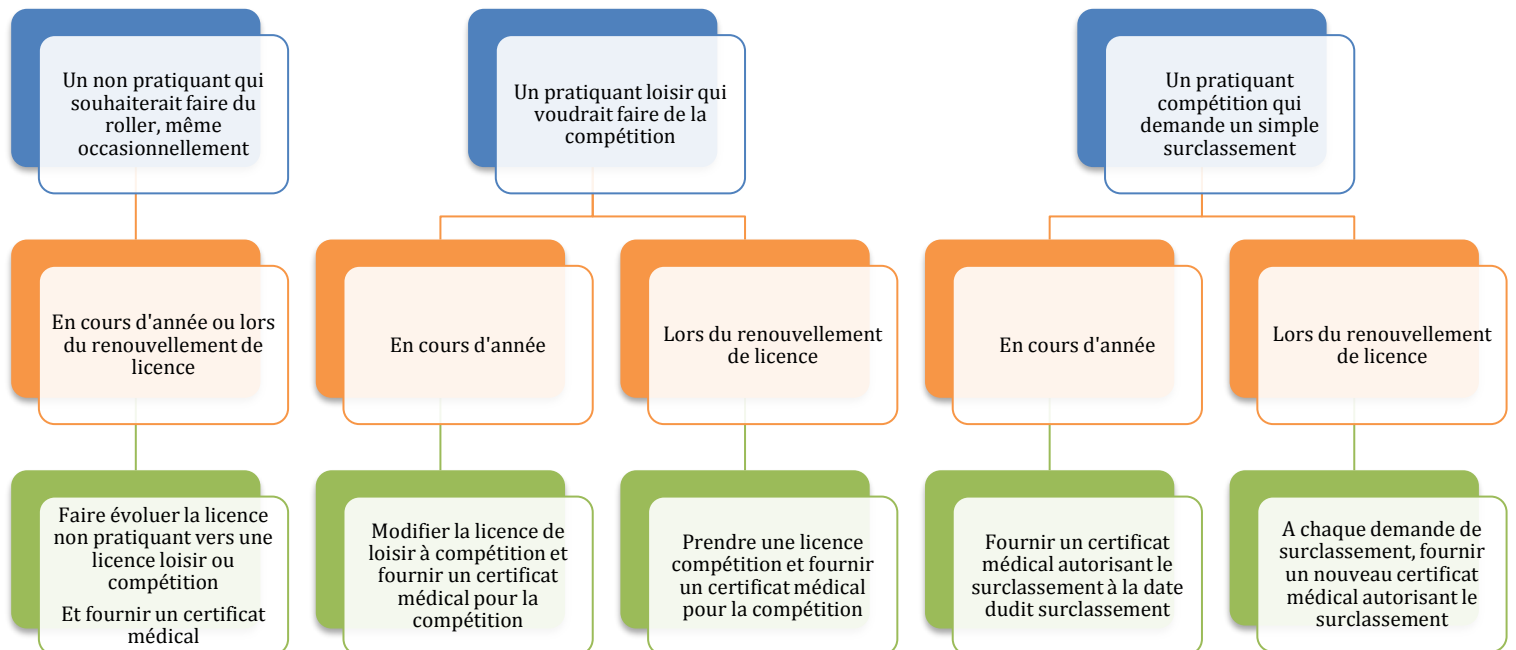 Un non pratiquant qui
souhaiterait faire du
roller, même
occasionnellement
Un pratiquant loisir qui
voudrait faire de la
compétition
Un pratiquant
compétition qui
demande un simple
surclassement
En cours d'année ou lors
du renouvellement de
licence
En cours d'année
Lors du renouvellement
de licence
En cours d'année
Lors du renouvellement
de licence
Faire évoluer la licence
non pratiquant vers une
licence loisir ou
compétition
Et fournir un certificat
médical
Modifier la licence de
loisir à compétition et
fournir un certificat
médical pour la
compétition
Prendre une licence
compétition et fournir
un certificat médical
pour la compétition
Fournir un certificat
médical autorisant le
surclassement à la date
dudit surclassement
A chaque demande de
surclassement, fournir
un nouveau certificat
médical autorisant le
surclassement